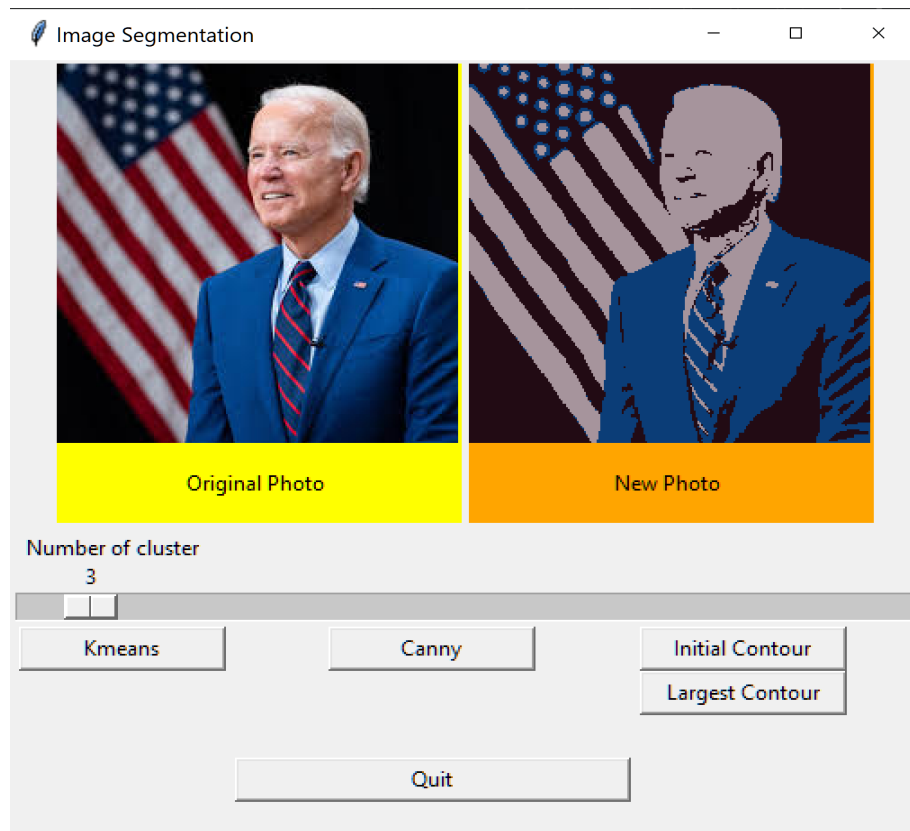 Image Segmentation
Original Photo
New Photo
Number of cluster
3
Kmeans
Canny
Initial Contour
Largest Contour
Quit